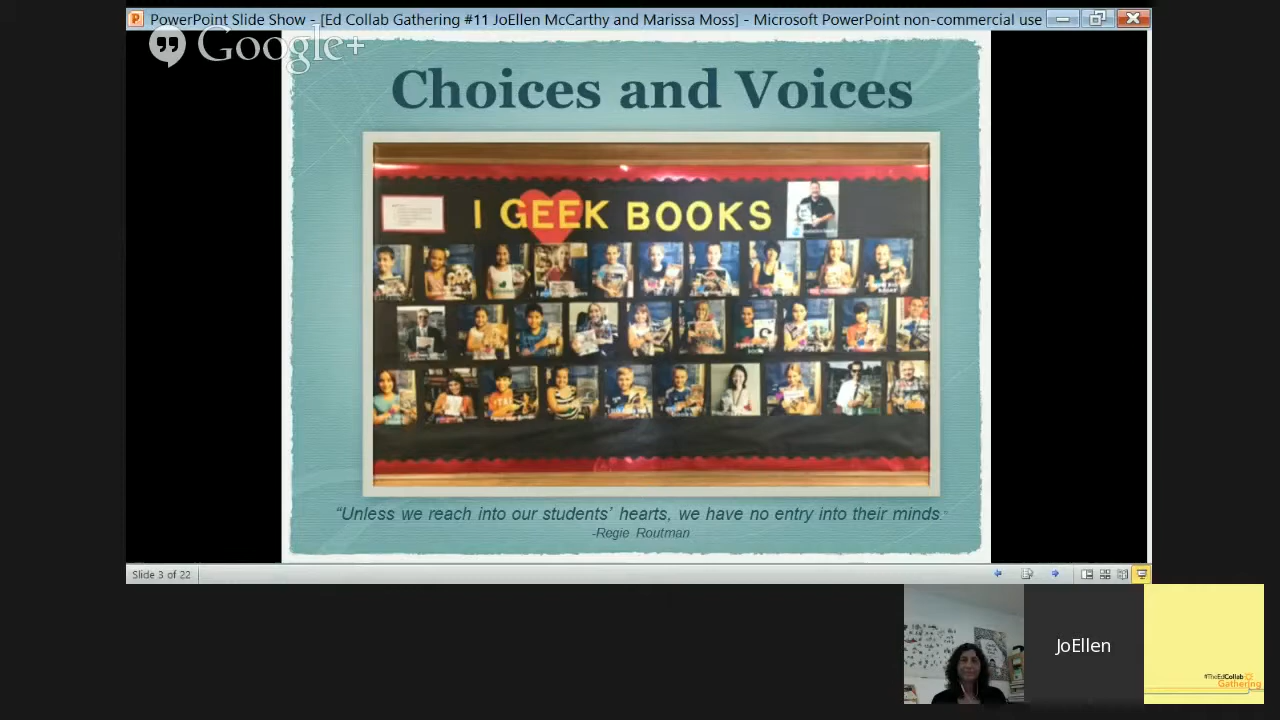 PowerPoint Slide Show - [Ed Collab Gathering #11 JoEllen McCarthy and Marissa Moss] - Microsoft PowerPoint non-commercial use
Google+
Choices and Voices
I GEEK BOOKS
“Unless we reach into our students’ hearts, we have no entry into their minds.”
-Regie Routman
Slide 3 of 22
JoEllen
#TheEdCollab
Gathering